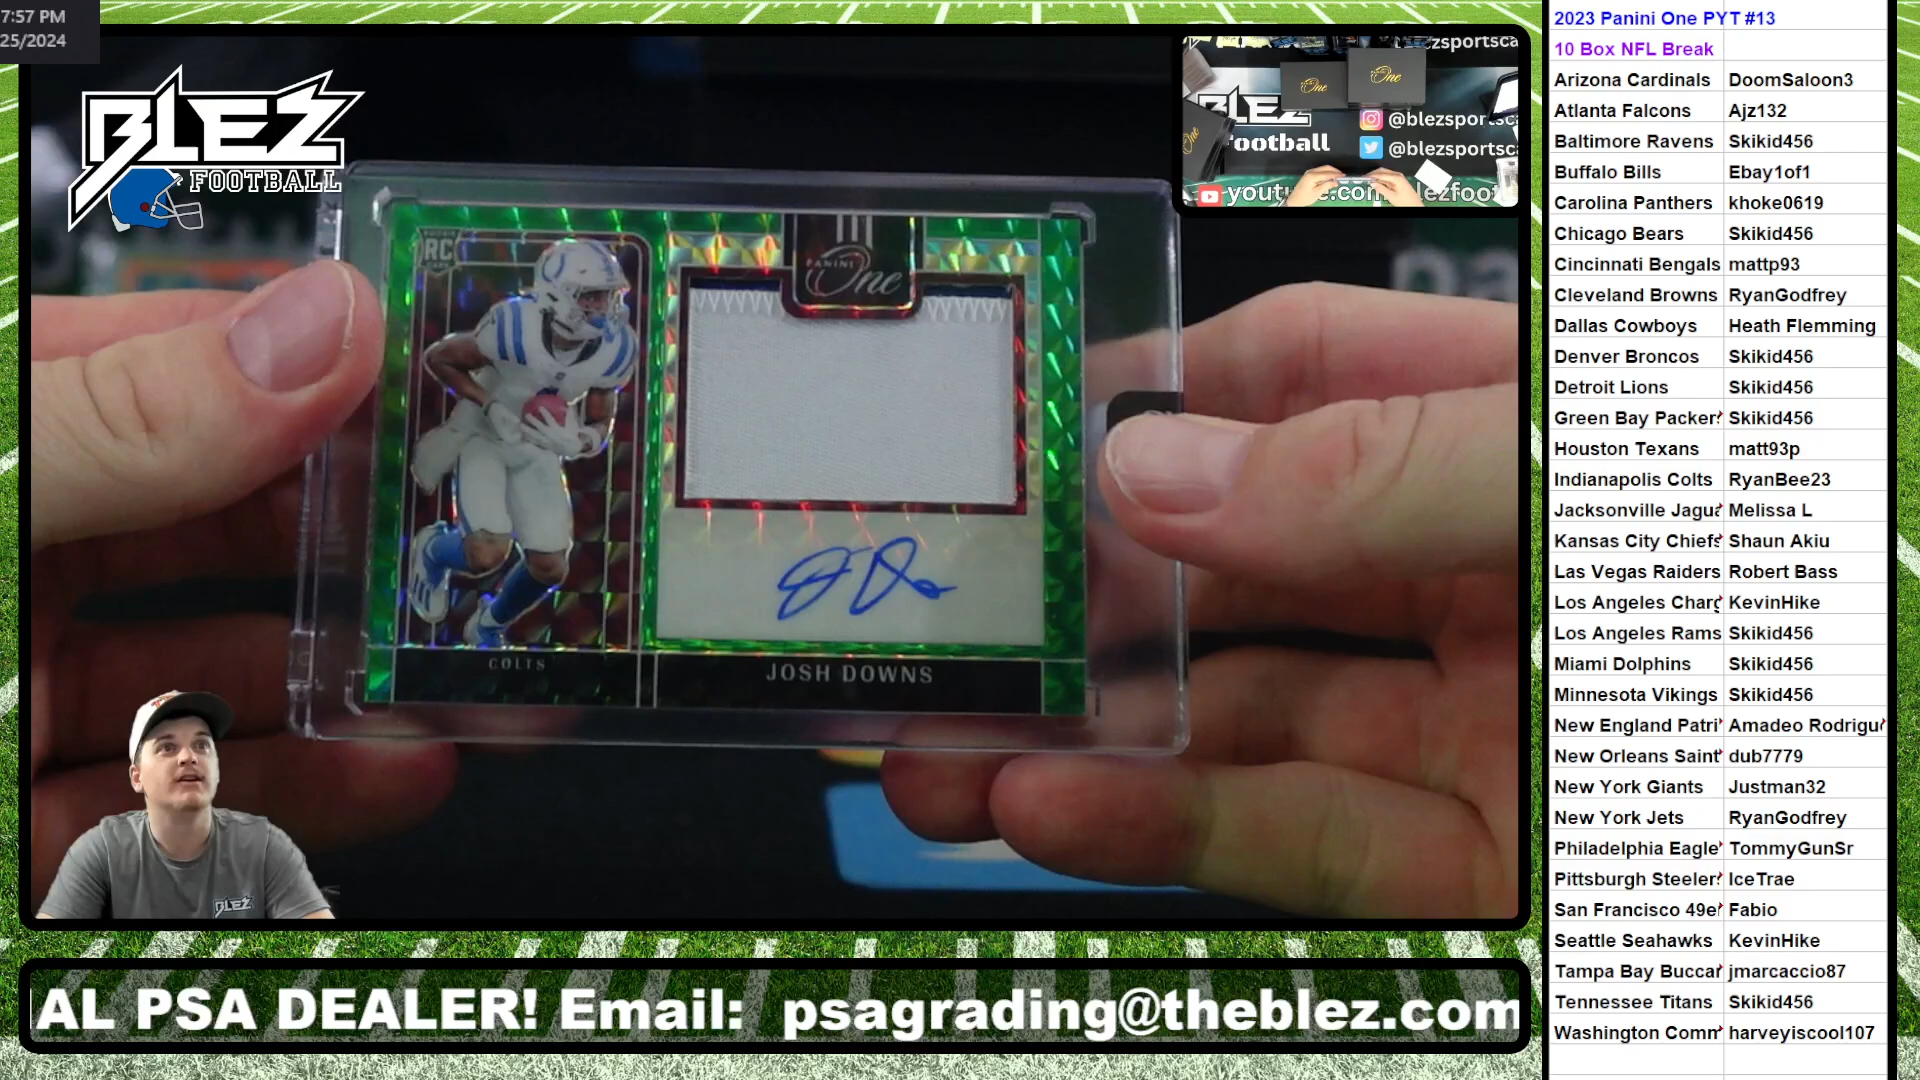 7:57 PM
25/2024
BLEZ
FOOTBALL
RC
PANINI
One
COLTS
JOSH DOWNS
One
One
One
BLEZ
ootball
@blezsportsc
@blezsportsc
BLEZ
AL PSA DEALER! Email: psagrading@theblez.com
2023 Panini One PYT #13
10 Box NFL Break
Arizona Cardinals DoomSaloon3
Atlanta Falcons Ajz132
Baltimore Ravens Skikid456
Buffalo Bills Ebay1of1
Carolina Panthers khoke0619
Chicago Bears Skikid456
Cincinnati Bengals mattp93
Cleveland Browns RyanGodfrey
Dallas Cowboys Heath Flemming
Denver Broncos Skikid456
Detroit Lions Skikid456
Green Bay Packer Skikid456
Houston Texans matt93p
Indianapolis Colts RyanBee23
Jacksonville Jagua Melissa L
Kansas City Chiefs Shaun Akiu
Las Vegas Raiders Robert Bass
Los Angeles Charg KevinHike
Los Angeles Rams Skikid456
Miami Dolphins Skikid456
Minnesota Vikings Skikid456
New England Patri Amadeo Rodrigu
New Orleans Saint dub7779
New York Giants Justman32
New York Jets RyanGodfrey
Philadelphia Eagle TommyGunSr
Pittsburgh Steeler IceTrae
San Francisco 49e Fabio
Seattle Seahawks KevinHike
Tampa Bay Buccar jmarcaccio87
Tennessee Titans Skikid456
Washington Comm harveyiscool107